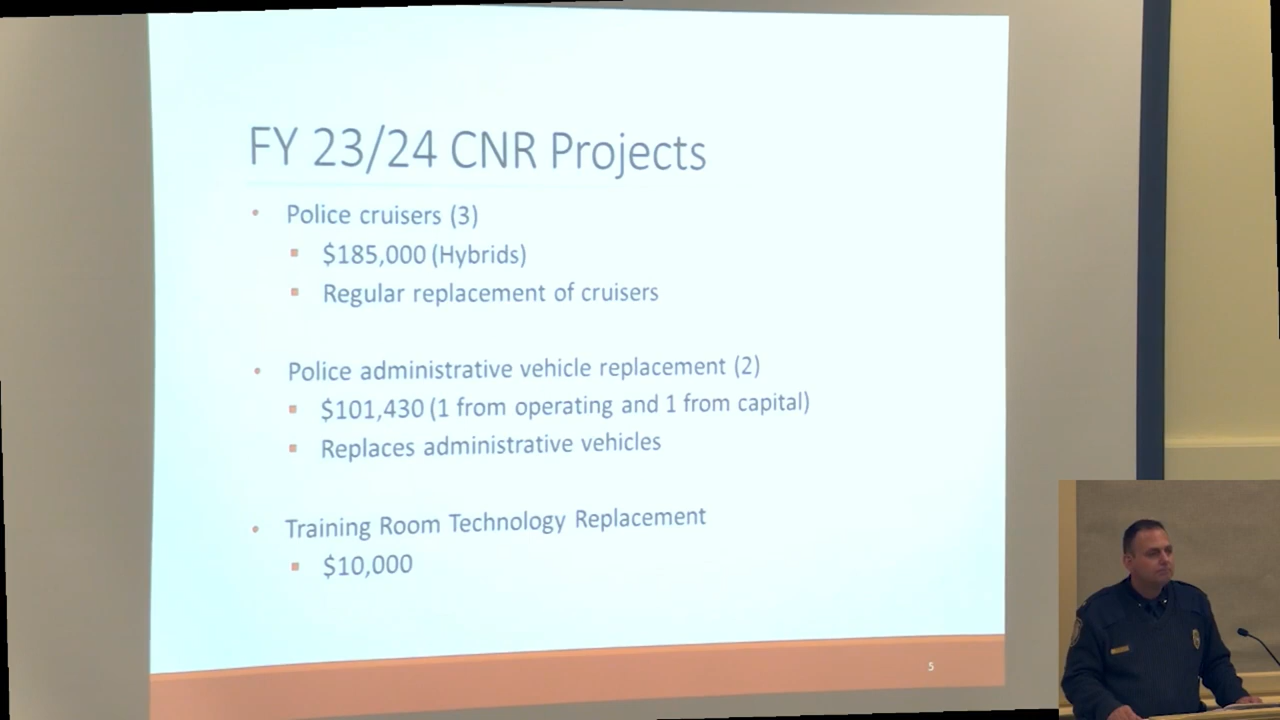 FY 23/24 CNR Projects
• Police cruisers (3)
▪ $185,000 (Hybrids)
▪ Regular replacement of cruisers
• Police administrative vehicle replacement (2)
▪ $101,430 (1 from operating and 1 from capital)
▪ Replaces administrative vehicles
• Training Room Technology Replacement
▪ $10,000
5